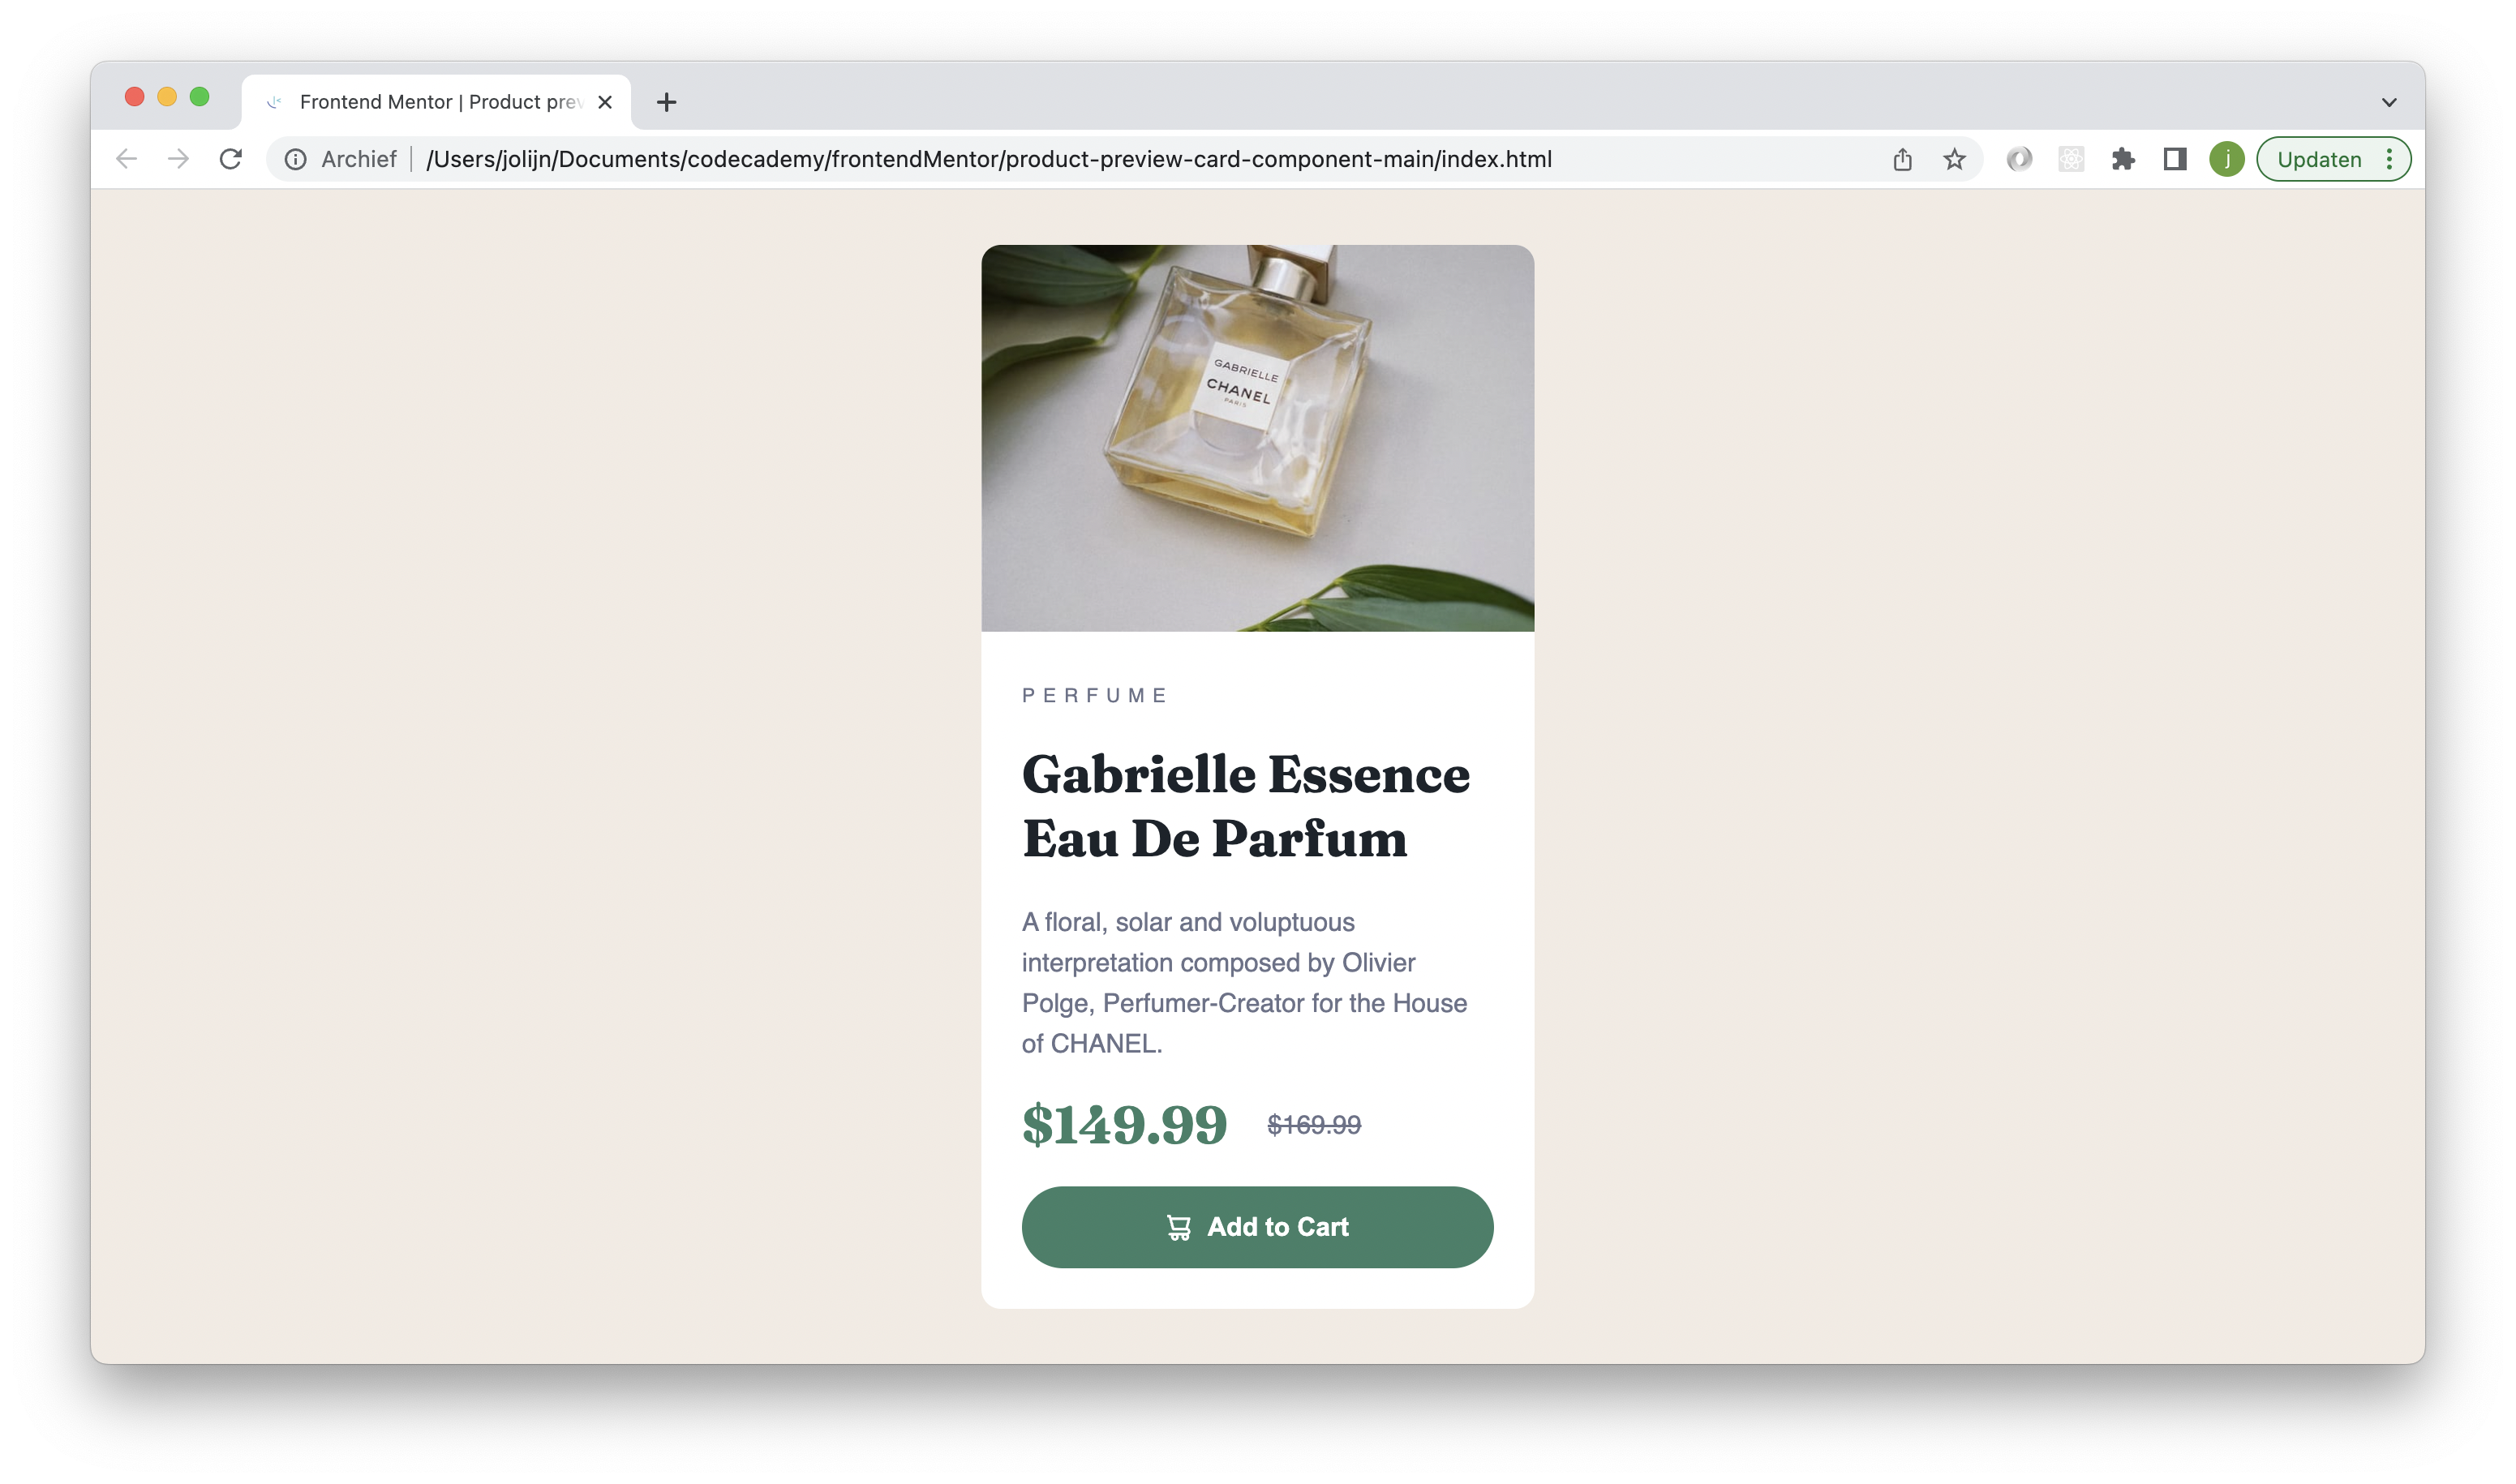 Frontend Mentor | Product prev
Archief
/Users/jolijn/Documents/codecademy/frontendMentor/product-preview-card-component-main/index.html
j
Updaten
GABRIELLE
CHANEL
PARIS
PERFUME
Gabrielle Essence
Eau De Parfum
A floral, solar and voluptuous
interpretation composed by Olivier
Polge, Perfumer-Creator for the House
of CHANEL.
$149.99 $169.99
Add to Cart